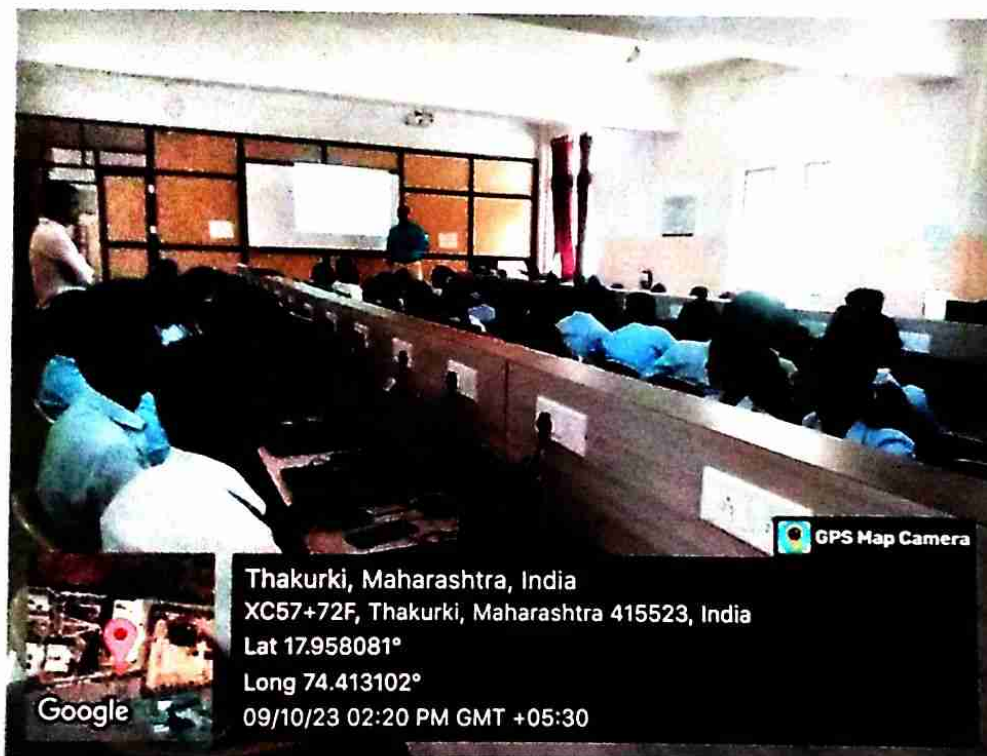 GPS Map Camera
Thakurki, Maharashtra, India
XC57+72F, Thakurki, Maharashtra 415523, India
Lat 17.958081°
Long 74.413102°
09/10/23 02:20 PM GMT +05:30
Google